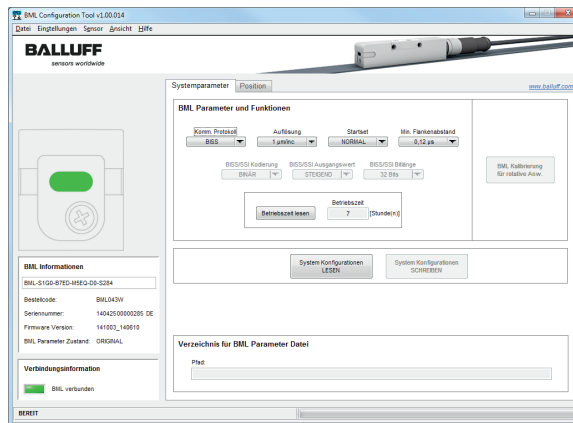 BML Configuration Tool v1.00.014
Datei Einstellungen Sensor Ansicht Hilfe
BALLUFF
sensors worldwide
Systemparameter Position
www.balluff.com
BML Parameter und Funktionen
Komm. Protokoll Auflösung Startset Min. Flankenabstand
BISS 1 µm/inc NORMAL 0,12 µs
BISS/SSI Kodierung BISS/SSI Ausgangswert BISS/SSI Bitlänge
BINÄR STEIGEND 32 Bits
BML Kalibrierung
für relative Anw.
Betriebszeit
Betriebszeit lesen 7 [Stunde(n)]
System Konfigurationen
LESEN
System Konfigurationen
SCHREIBEN
BML Informationen
BML-S1G0-B7ED-M5EQ-D0-S284
Bestellcode: BML043W
Seriennummer: 14042500000285 DE
Firmware Version: 141003_140610
BML Parameter Zustand: ORIGINAL
Verzeichnis für BML Parameter Datei
Pfad:
Verbindungsinformation
BML verbunden
BEREIT